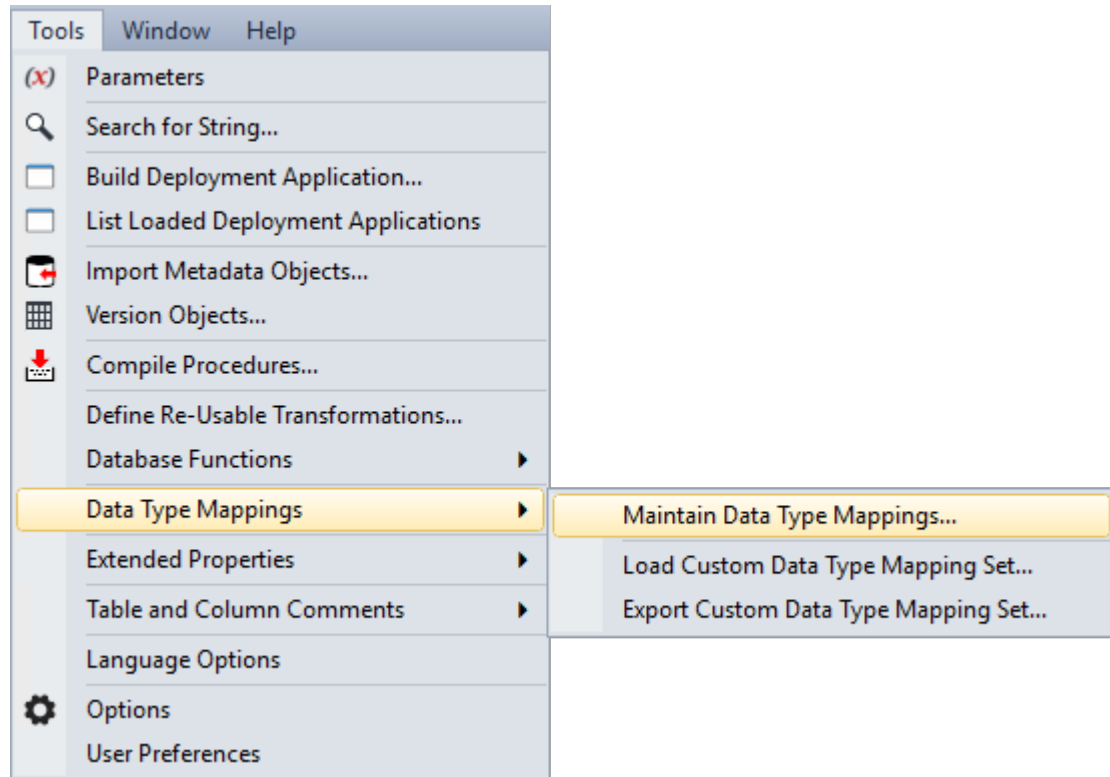 Tools Window Help
(x) Parameters
Search for String...
Build Deployment Application...
List Loaded Deployment Applications
Import Metadata Objects...
Version Objects...
Compile Procedures...
Define Re-Usable Transformations...
Database Functions
Data Type Mappings
Maintain Data Type Mappings...
Load Custom Data Type Mapping Set...
Export Custom Data Type Mapping Set...
Extended Properties
Table and Column Comments
Language Options
Options
User Preferences